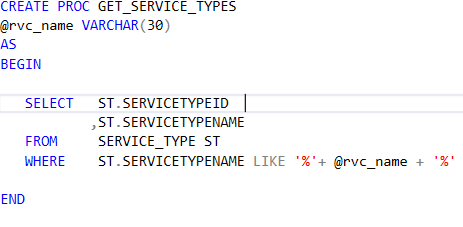 CREATE PROC GET_SERVICE_TYPES
@rvc_name VARCHAR(30)
AS
BEGIN
SELECT ST.SERVICETYPEID
,ST.SERVICETYPENAME
FROM SERVICE_TYPE ST
WHERE ST.SERVICETYPENAME LIKE '%'+ @rvc_name + '%'
END